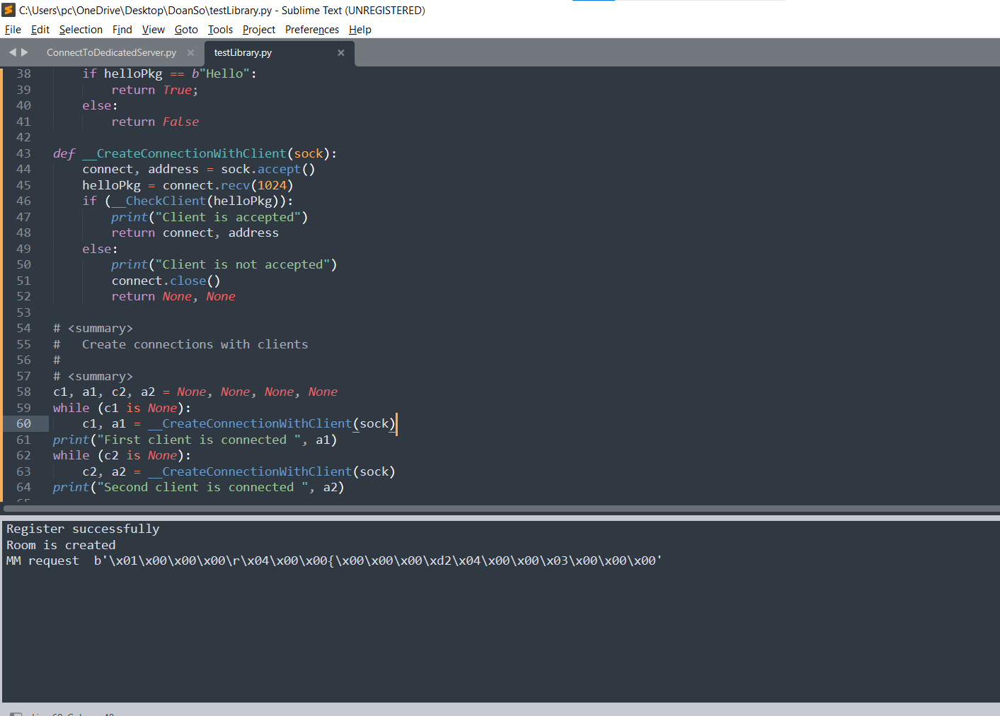 C:\Users\pc\OneDrive\Desktop\DoanSo\testLibrary.py - Sublime Text (UNREGISTERED)
File Edit Selection Find View Goto Tools Project Preferences Help
ConnectToDedicatedServer.py × testLibrary.py ×
38     if helloPkg == b"Hello":
39         return True;
40     else:
41         return False
42
43 def __CreateConnectionWithClient(sock):
44     connect, address = sock.accept()
45     helloPkg = connect.recv(1024)
46     if (__CheckClient(helloPkg)):
47         print("Client is accepted")
48         return connect, address
49     else:
50         print("Client is not accepted")
51         connect.close()
52         return None, None
53
54 # <summary>
55 #   Create connections with clients
56 #
57 # <summary>
58 c1, a1, c2, a2 = None, None, None, None
59 while (c1 is None):
60     c1, a1 = __CreateConnectionWithClient(sock)
61 print("First client is connected ", a1)
62 while (c2 is None):
63     c2, a2 = __CreateConnectionWithClient(sock)
64 print("Second client is connected ", a2)
65
Register successfully
Room is created
MM request  b'\x01\x00\x00\x00\r\x04\x00\x00{\x00\x00\x00\xd2\x04\x00\x00\x03\x00\x00\x00'